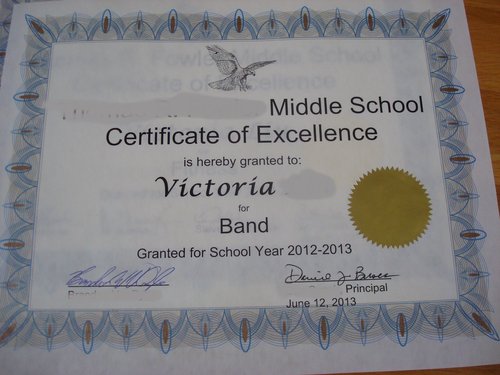 Middle School
Certificate of Excellence
is hereby granted to:
Victoria
for
Band
Granted for School Year 2012-2013
Principal
June 12, 2013